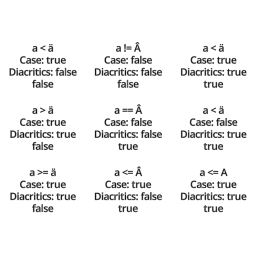 a < ä
Case: true
Diacritics: false
false
a != Â
Case: false
Diacritics: false
false
a < ä
Case: true
Diacritics: true
true
a > ä
Case: true
Diacritics: true
false
a == Â
Case: false
Diacritics: false
true
a < ä
Case: false
Diacritics: true
true
a >= ä
Case: true
Diacritics: true
false
a <= Â
Case: true
Diacritics: false
true
a <= A
Case: true
Diacritics: true
true